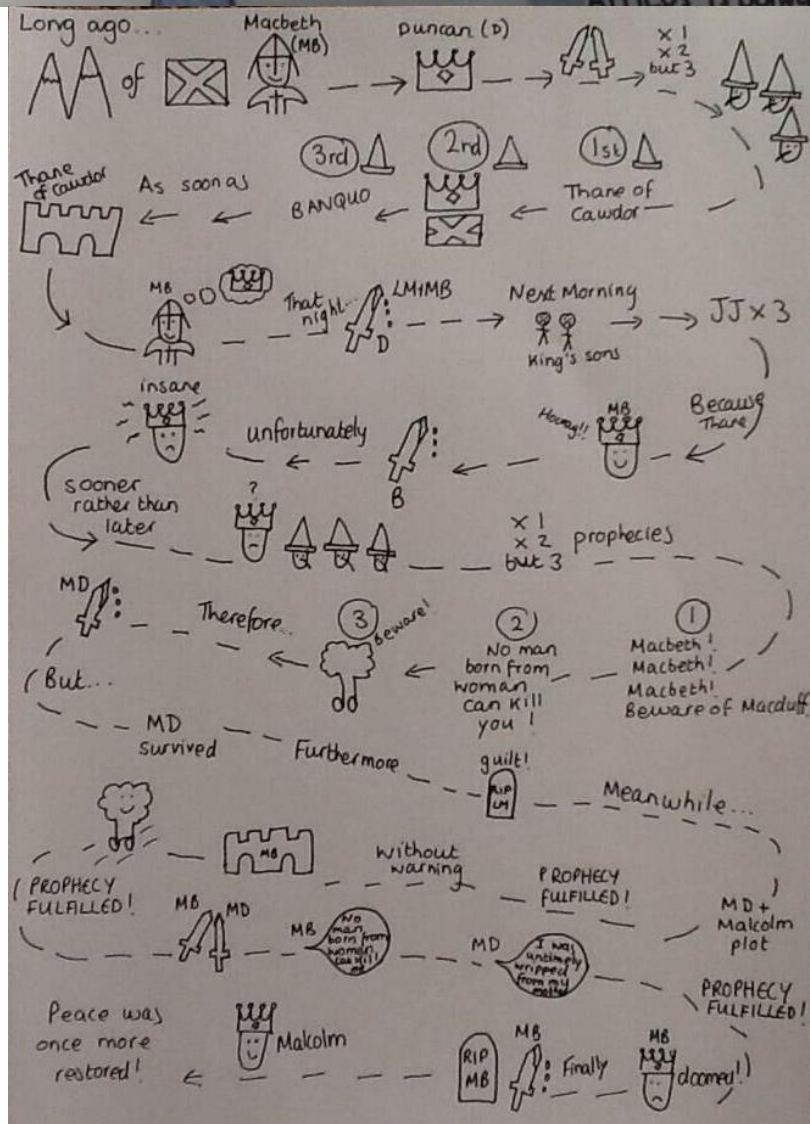 Long ago...
Macbeth
(MB)
Duncan (D)
of
x 1
x 2
but 3
3rd
2nd
1st
Thane
of Cawdor
As soon as
BANQUO
Thane of
Cawdor
MB
That
night...
LM+MB
D
Next Morning
King's sons
JJ x 3
insane
unfortunately
B
Hooray!!
MB
Because
Thane
sooner
rather than
later
?
x 1
x 2
but 3
prophecies
MD
Therefore..
3
Beware!
2
No man
born from
woman
can kill
you !
1
Macbeth!
Macbeth!
Macbeth!
Beware of Macduff
But...
MD
survived
Furthermore
guilt!
RIP
LM
Meanwhile...
MB
without
warning
PROPHECY
FULFILLED!
MD +
Malcolm
plot
PROPHECY
FULFILLED!
MB
MD
MB
No
man
born from
woman
can kill
me
MD
I was
untimely
wripped
from my
mother
PROPHECY
FULFILLED!
Peace was
once more
restored!
Malcolm
RIP
MB
MB
Finally
MB
doomed!